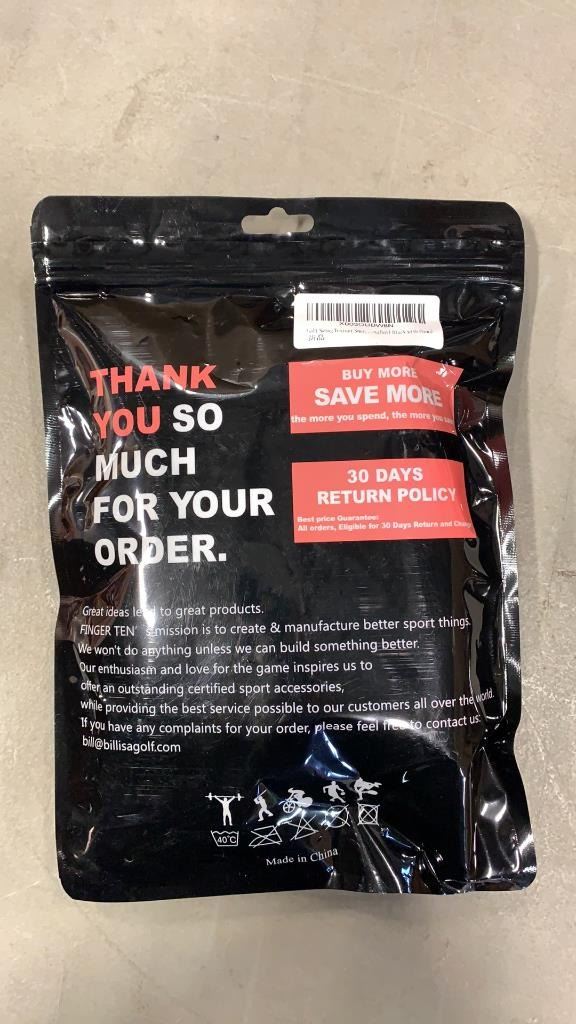 Golf Swing Trainer
THANK
YOU SO
MUCH
FOR YOUR
ORDER.
BUY MORE
SAVE MORE
the more you spend, the more you
30 DAYS
RETURN POLICY
Best price Guarantee:
All orders, Eligible for 30 Days Return and
Great ideas lead to great products.
FINGER TEN' s mission is to create & manufacture better sport things.
We won't do anything unless we can build something better.
Our enthusiasm and love for the game inspires us to
offer an outstanding certified sport accessories,
while providing the best service possible to our customers all over the world.
If you have any complaints for your order, please feel free to contact us:
bill@billisagolf.com
40°C
Made in China